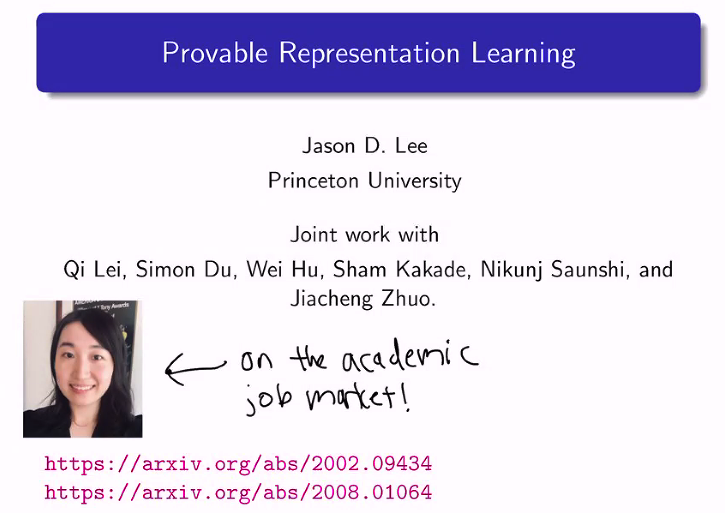 Provable Representation Learning
Jason D. Lee
Princeton University
Joint work with
Qi Lei, Simon Du, Wei Hu, Sham Kakade, Nikunj Saunshi, and
Jiacheng Zhuo.
Awards
on the academic
job market!
https://arxiv.org/abs/2002.09434
https://arxiv.org/abs/2008.01064